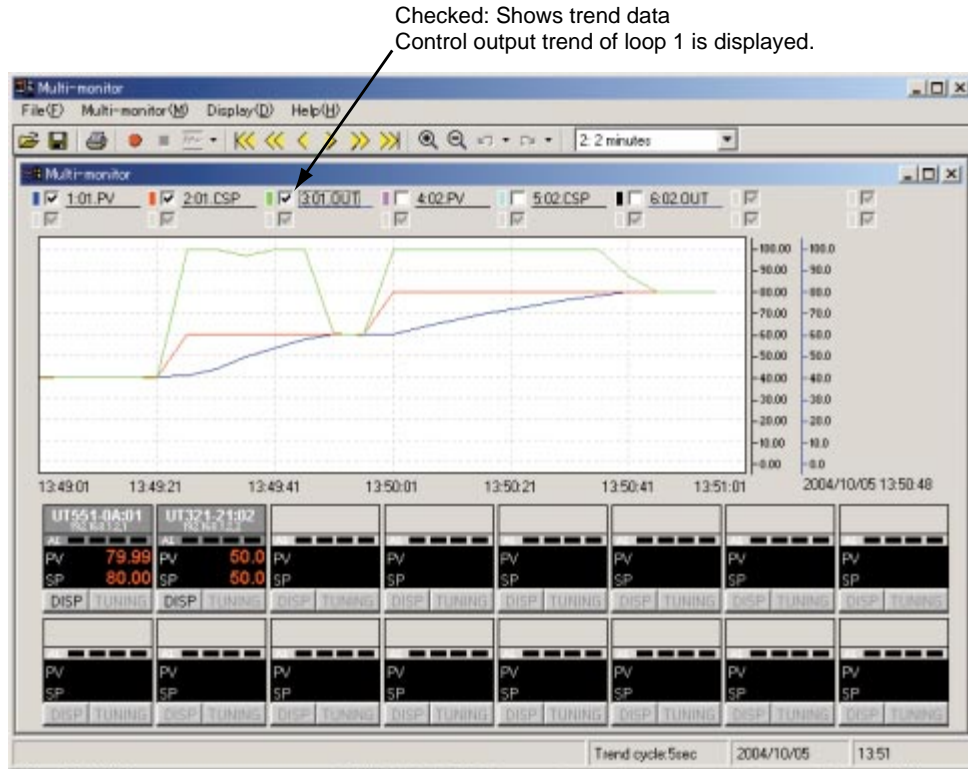 Checked: Shows trend data
Control output trend of loop 1 is displayed.
Multi-monitor
File(F) Multi-monitor(M) Display(D) Help(H)
2: 2 minutes
Multi-monitor
1:01.PV 2:01.CSP 3:01.OUT 4:02.PV 5:02.CSP 6:02.OUT
100.00 100.0
90.00 90.0
80.00 80.0
70.00 70.0
60.00 60.0
50.00 50.0
40.00 40.0
30.00 30.0
20.00 20.0
10.00 10.0
0.00 0.0
13:49:01 13:49:21 13:49:41 13:50:01 13:50:21 13:50:41 13:51:01 2004/10/05 13:50:48
UT551-0A:01 UT321-21:02
PV 79.99 PV 50.0 PV PV PV PV PV PV
SP 80.00 SP 50.0 SP SP SP SP SP SP
DISP TUNING DISP TUNING DISP TUNING DISP TUNING DISP TUNING DISP TUNING DISP TUNING DISP TUNING
PV PV PV PV PV PV PV PV
SP SP SP SP SP SP SP SP
DISP TUNING DISP TUNING DISP TUNING DISP TUNING DISP TUNING DISP TUNING DISP TUNING DISP TUNING
Trend cycle:5sec 2004/10/05 13:51